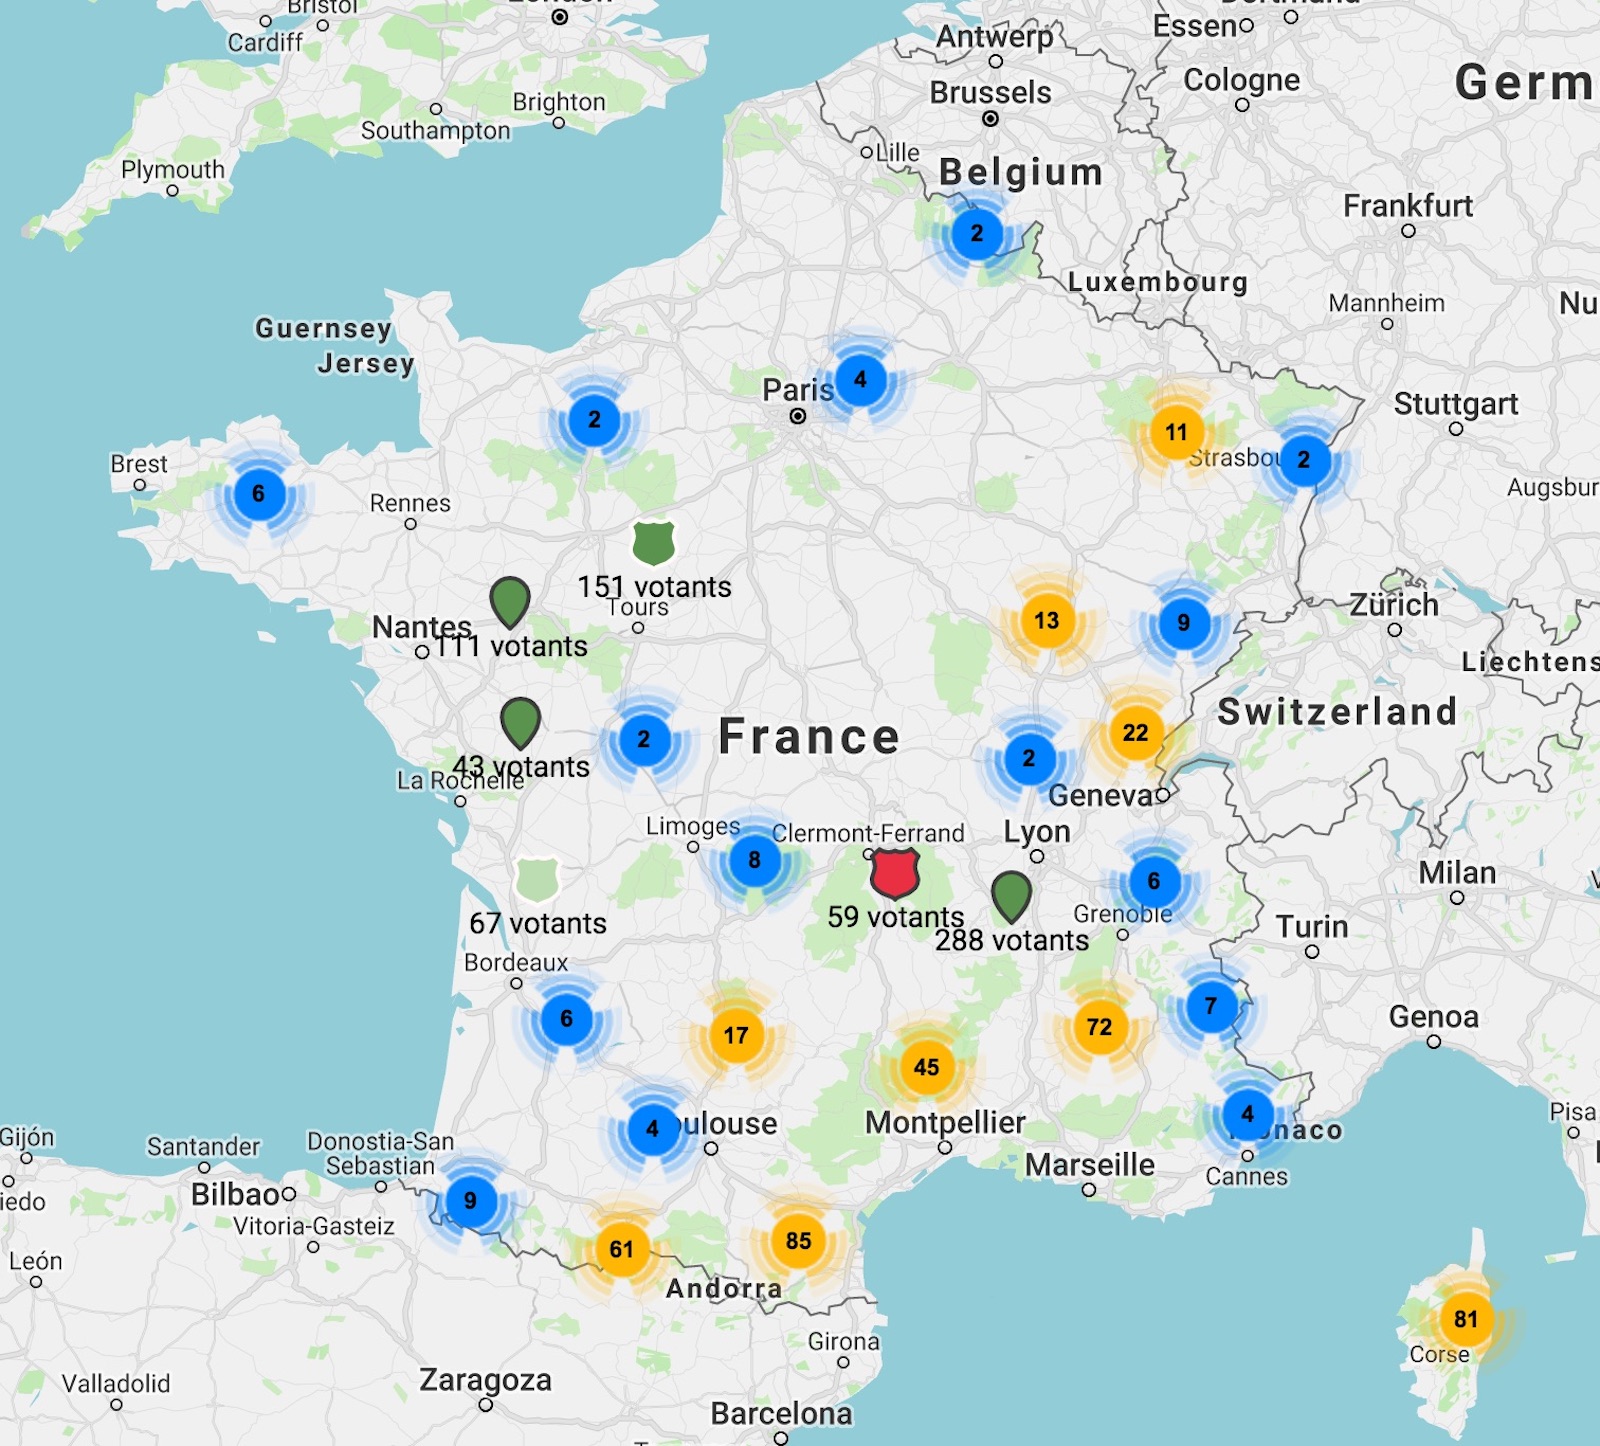 Bristol
Cardiff
Southampton
Brighton
Plymouth
Antwerp
Essen
Cologne
Germ
Brussels
Lille
Belgium
2
Frankfurt
Luxembourg
Mannheim
Nu
Guernsey
Jersey
Paris
4
2
11
Strasbou
2
Stuttgart
Augsbur
Brest
6
Rennes
151 votants
Tours
Nantes
111 votants
13
9
Zürich
Liechtens
Switzerland
43 votants
La Rochelle
2
France
2
22
Geneva
Limoges
8
Clermont-Ferrand
Lyon
6
Milan
67 votants
59 votants
288 votants
Grenoble
Turin
Bordeaux
6
17
45
72
7
Genoa
4
oulouse
Montpellier
4
onaco
Pisa
Marseille
Cannes
Gijón
Santander
Donostia-San
Sebastian
Bilbao
iedo
Vitoria-Gasteiz
9
61
85
Andorra
León
81
Corse
Girona
Valladolid
Zaragoza
Barcelona